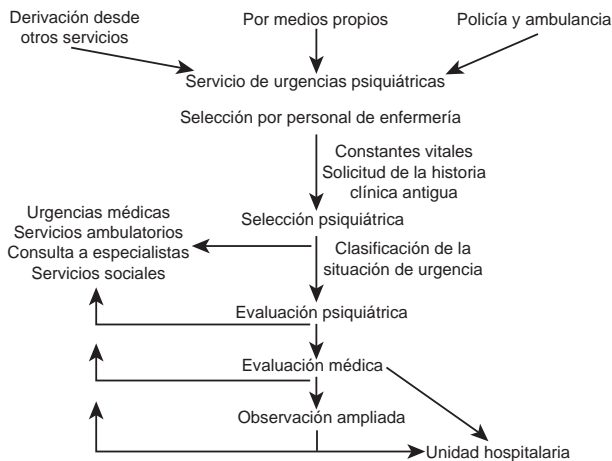 Derivación desde
otros servicios
Por medios propios
Policía y ambulancia
Servicio de urgencias psiquiátricas
Selección por personal de enfermería
Constantes vitales
Solicitud de la historia
clínica antigua
Selección psiquiátrica
Urgencias médicas
Servicios ambulatorios
Consulta a especialistas
Servicios sociales
Clasificación de la
situación de urgencia
Evaluación psiquiátrica
Evaluación médica
Observación ampliada
Unidad hospitalaria